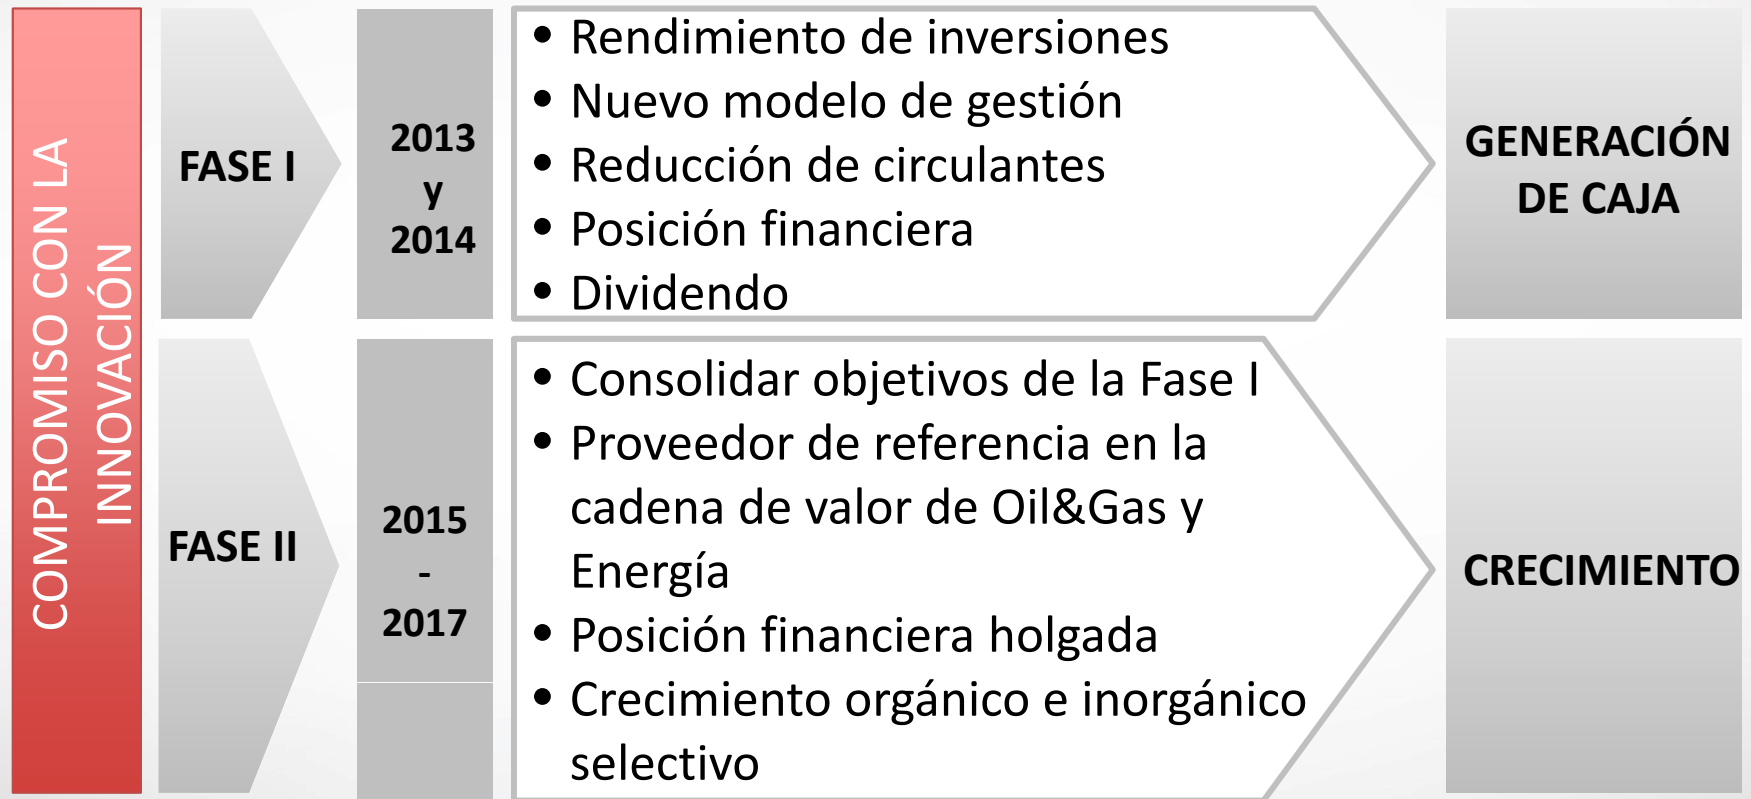 COMPROMISO CON LA
INNOVACIÓN
FASE I
2013
y
2014
• Rendimiento de inversiones
• Nuevo modelo de gestión
• Reducción de circulantes
• Posición financiera
• Dividendo
GENERACIÓN
DE CAJA
FASE II
2015
-
2017
• Consolidar objetivos de la Fase I
• Proveedor de referencia en la
cadena de valor de Oil&Gas y
Energía
• Posición financiera holgada
• Crecimiento orgánico e inorgánico
selectivo
CRECIMIENTO